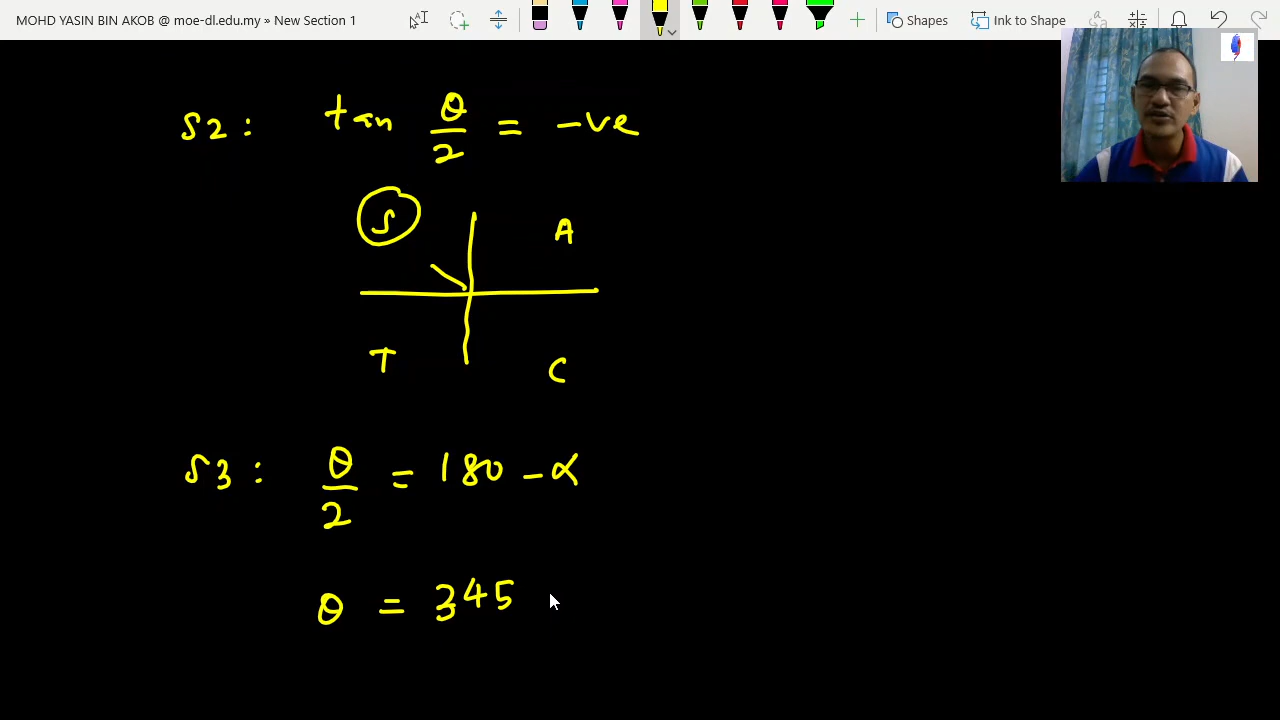 MOHD YASIN BIN AKOB @ moe-dl.edu.my » New Section 1
Shapes
Ink to Shape
S2 : tan θ/2 = -ve
S A
T C
S3 : θ/2 = 180 - α
θ = 345